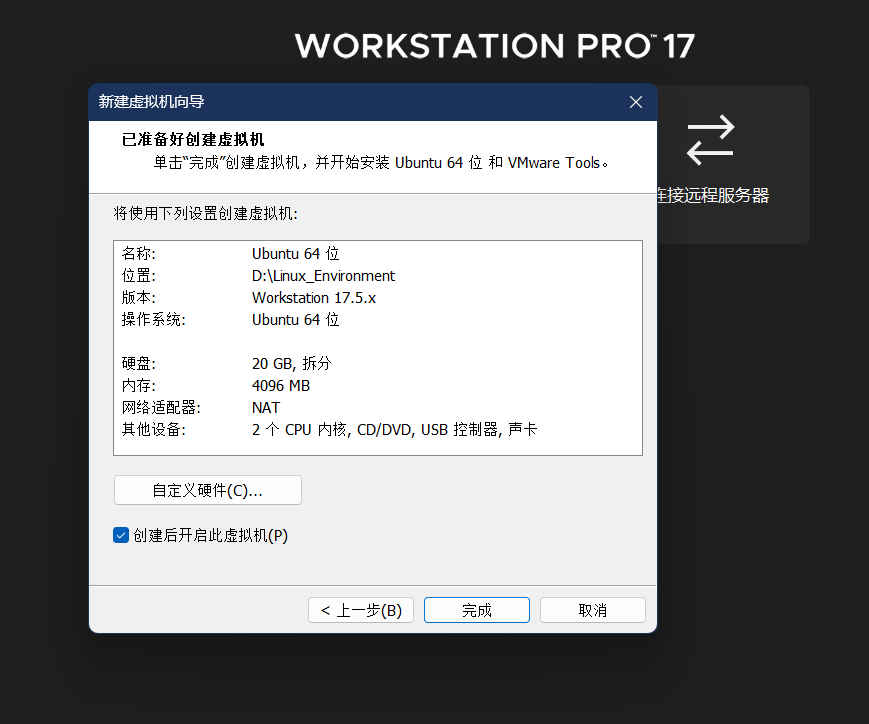 WORKSTATION PRO™ 17
新建虚拟机向导
已准备好创建虚拟机
单击“完成”创建虚拟机，并开始安装 Ubuntu 64 位 和 VMware Tools。
连接远程服务器
将使用下列设置创建虚拟机:
名称: Ubuntu 64 位
位置: D:\Linux_Environment
版本: Workstation 17.5.x
操作系统: Ubuntu 64 位
硬盘: 20 GB, 拆分
内存: 4096 MB
网络适配器: NAT
其他设备: 2 个 CPU 内核, CD/DVD, USB 控制器, 声卡
自定义硬件(C)...
创建后开启此虚拟机(P)
< 上一步(B) 完成 取消